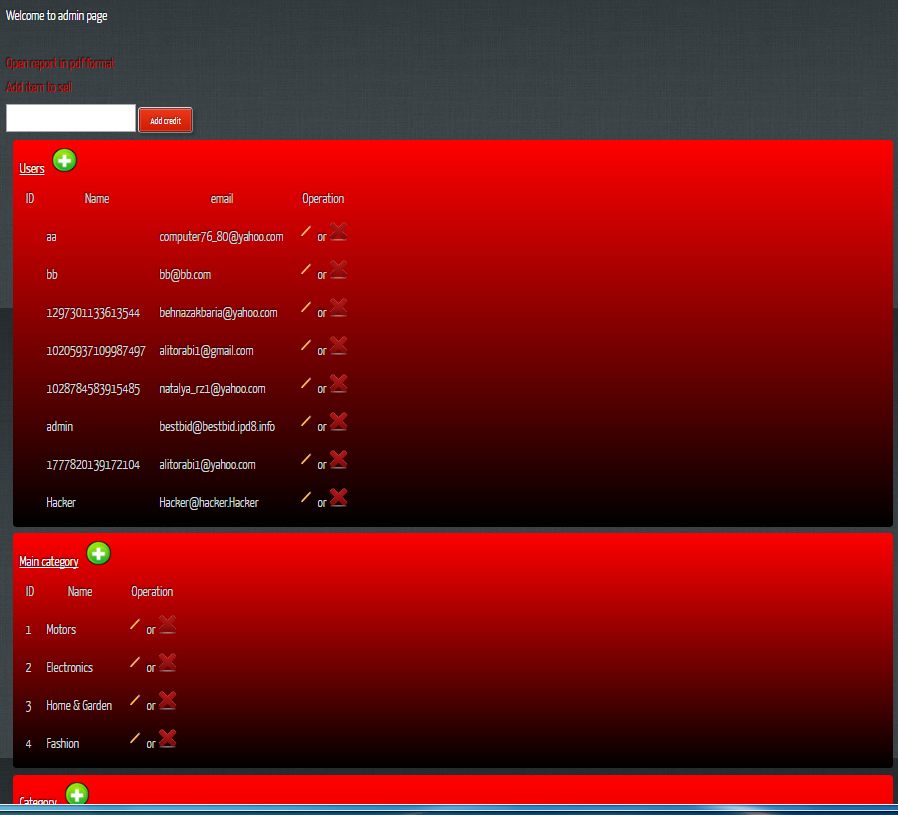 Welcome to admin page
Open report in pdf format
Add item to sell
Add credit
Users
ID Name email Operation
aa computer76_80@yahoo.com or
bb bb@bb.com or
1297301133613544 behnazakbaria@yahoo.com or
10205937109987497 alitorabi1@gmail.com or
1028784583915485 natalya_rz1@yahoo.com or
admin bestbid@bestbid.ipd8.info or
1777820139172104 alitorabi1@yahoo.com or
Hacker Hacker@hacker.Hacker or
Main category
ID Name Operation
1 Motors or
2 Electronics or
3 Home & Garden or
4 Fashion or
Category